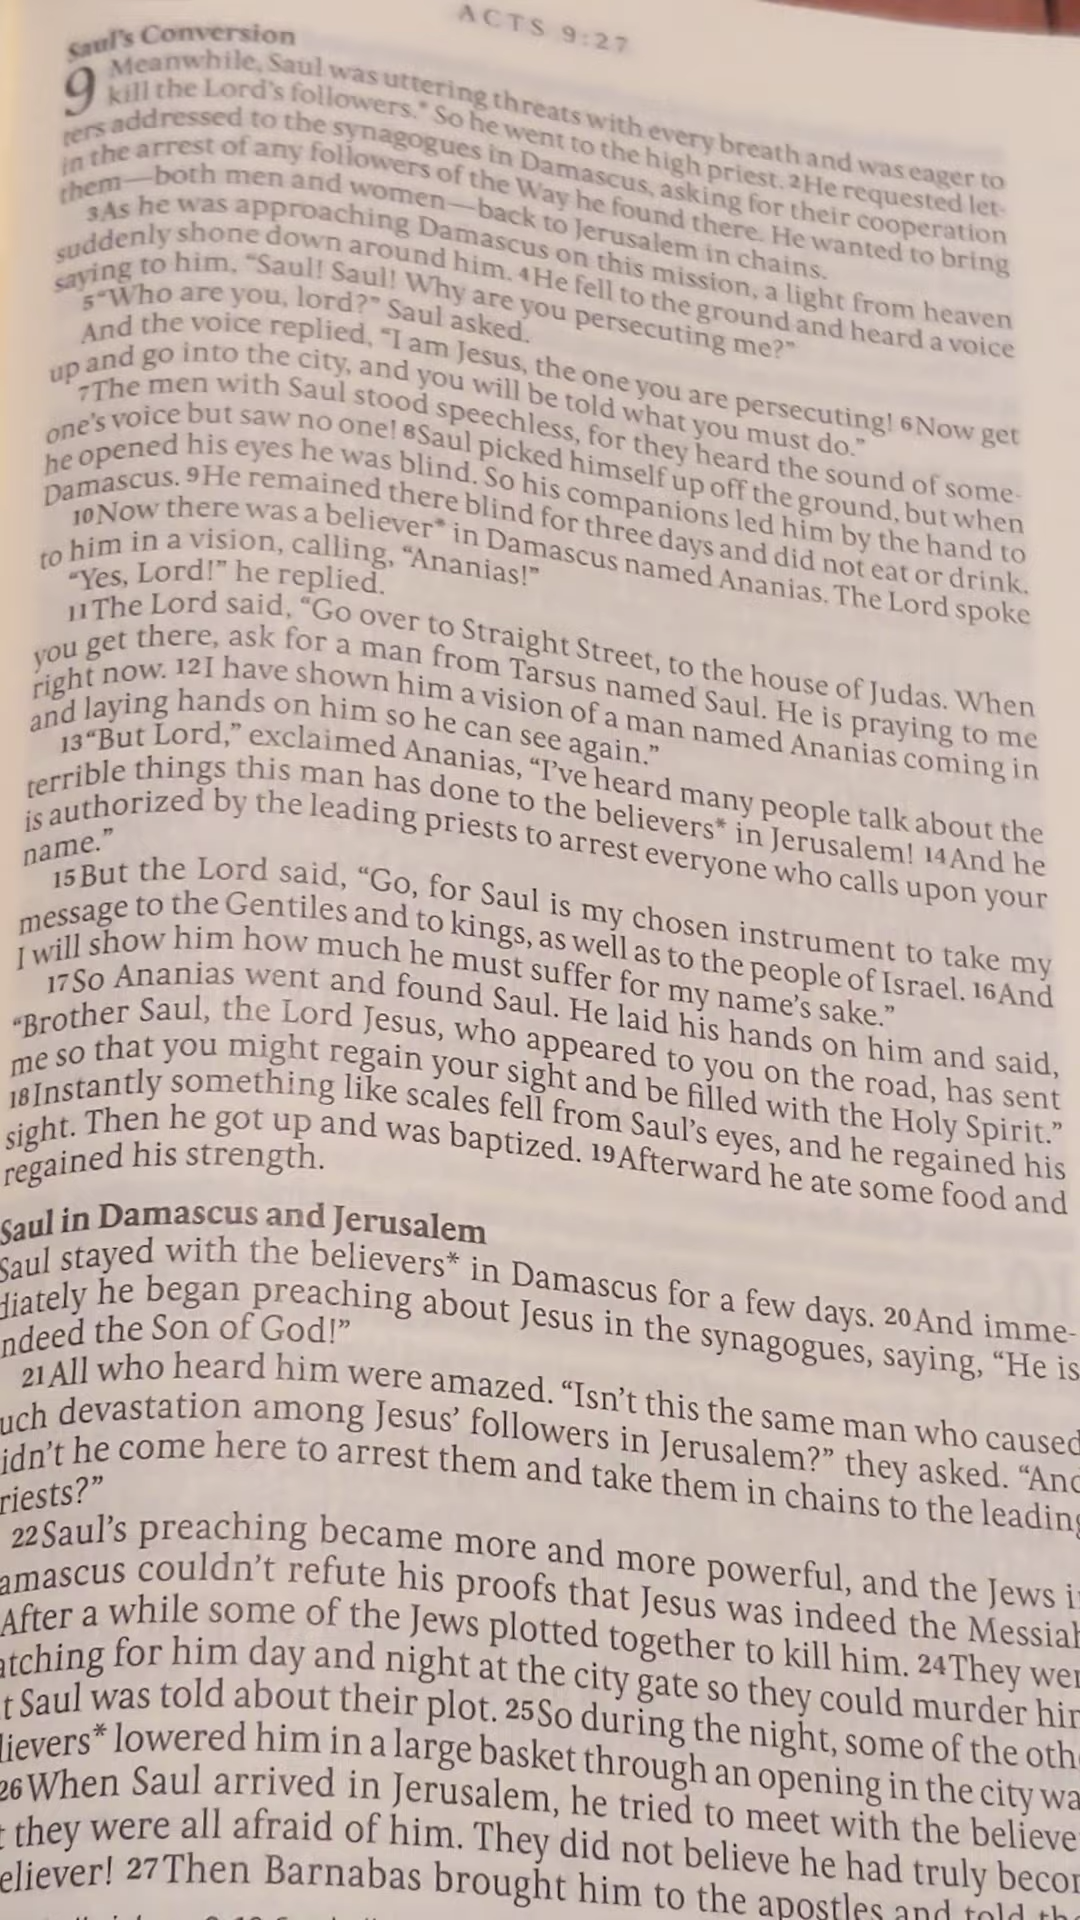 ACTS 9:27
Saul's Conversion
9 Meanwhile, Saul was uttering threats with every breath and was eager to
kill the Lord's followers.* So he went to the high priest. 2He requested let-
ters addressed to the synagogues in Damascus, asking for their cooperation
in the arrest of any followers of the Way he found there. He wanted to bring
them—both men and women—back to Jerusalem in chains.
3As he was approaching Damascus on this mission, a light from heaven
suddenly shone down around him. 4He fell to the ground and heard a voice
saying to him, “Saul! Saul! Why are you persecuting me?”
5“Who are you, lord?” Saul asked.
And the voice replied, “I am Jesus, the one you are persecuting! 6Now get
up and go into the city, and you will be told what you must do.”
7The men with Saul stood speechless, for they heard the sound of some-
one's voice but saw no one! 8Saul picked himself up off the ground, but when
he opened his eyes he was blind. So his companions led him by the hand to
Damascus. 9He remained there blind for three days and did not eat or drink.
10Now there was a believer* in Damascus named Ananias. The Lord spoke
to him in a vision, calling, “Ananias!”
“Yes, Lord!” he replied.
11The Lord said, “Go over to Straight Street, to the house of Judas. When
you get there, ask for a man from Tarsus named Saul. He is praying to me
right now. 12I have shown him a vision of a man named Ananias coming in
and laying hands on him so he can see again.”
13“But Lord,” exclaimed Ananias, “I've heard many people talk about the
terrible things this man has done to the believers* in Jerusalem! 14And he
is authorized by the leading priests to arrest everyone who calls upon your
name.”
15But the Lord said, “Go, for Saul is my chosen instrument to take my
message to the Gentiles and to kings, as well as to the people of Israel. 16And
I will show him how much he must suffer for my name's sake.”
17So Ananias went and found Saul. He laid his hands on him and said,
“Brother Saul, the Lord Jesus, who appeared to you on the road, has sent
me so that you might regain your sight and be filled with the Holy Spirit.”
18Instantly something like scales fell from Saul's eyes, and he regained his
sight. Then he got up and was baptized. 19Afterward he ate some food and
regained his strength.
Saul in Damascus and Jerusalem
Saul stayed with the believers* in Damascus for a few days. 20And imme-
diately he began preaching about Jesus in the synagogues, saying, “He is
ndeed the Son of God!”
21All who heard him were amazed. “Isn't this the same man who caused
uch devastation among Jesus' followers in Jerusalem?” they asked. “And
idn't he come here to arrest them and take them in chains to the leading
riests?”
22Saul's preaching became more and more powerful, and the Jews i
amascus couldn't refute his proofs that Jesus was indeed the Messiah
After a while some of the Jews plotted together to kill him. 24They wer
atching for him day and night at the city gate so they could murder hir
t Saul was told about their plot. 25So during the night, some of the oth
lievers* lowered him in a large basket through an opening in the city wa
26When Saul arrived in Jerusalem, he tried to meet with the believe
they were all afraid of him. They did not believe he had truly becor
eliever! 27Then Barnabas brought him to the apostles and told